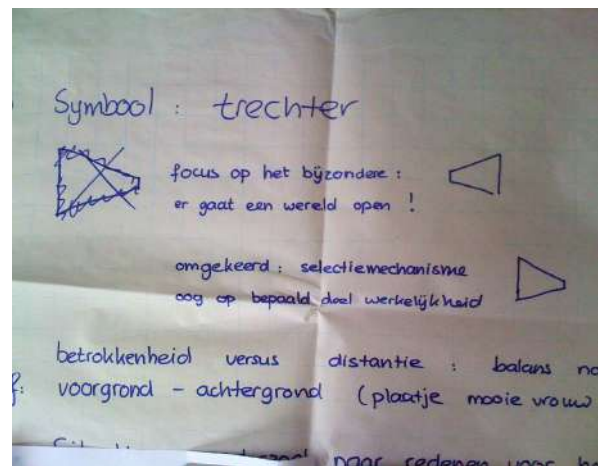 Symbool : trechter
focus op het bijzondere :
er gaat een wereld open !
omgekeerd : selectiemechanisme
oog op bepaald deel werkelijkheid
betrokkenheid versus distantie : balans no
f: voorgrond - achtergrond (plaatje mooie vrouw
naar redenen voor